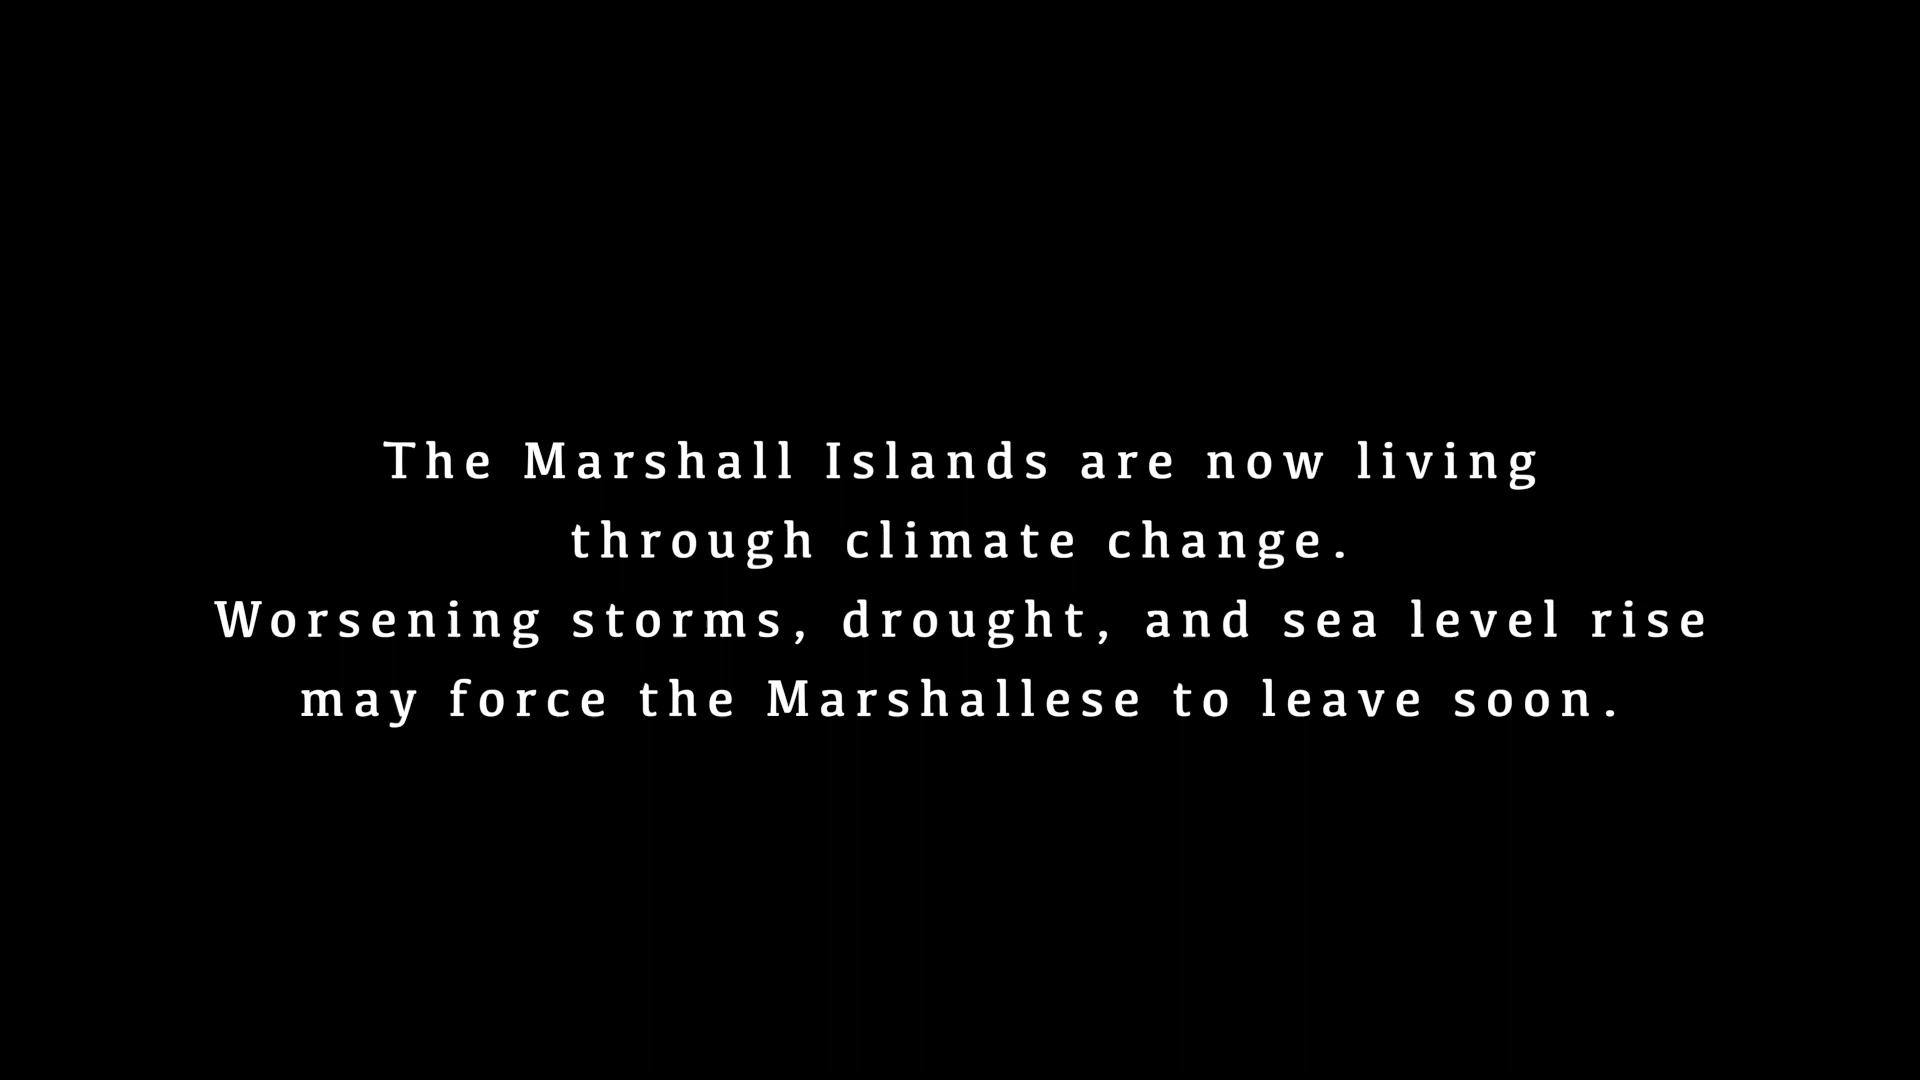 The Marshall Islands are now living
through climate change.
Worsening storms, drought, and sea level rise
may force the Marshallese to leave soon.